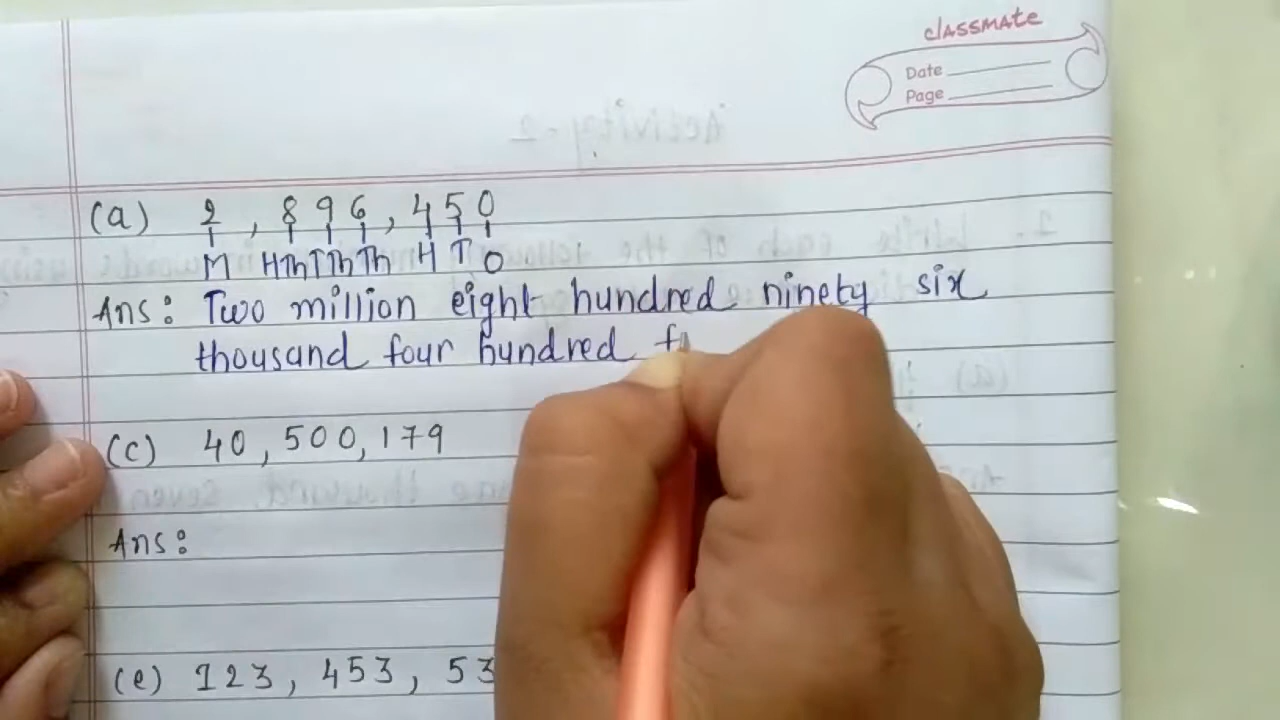 classmate
Date
Page
(a) 2 , 8 9 6 , 4 5 0
M HTh TTh Th H T O
Ans: Two million eight hundred ninety six
thousand four hundred
(c) 40,500,179
Ans:
(e) 123, 453, 53